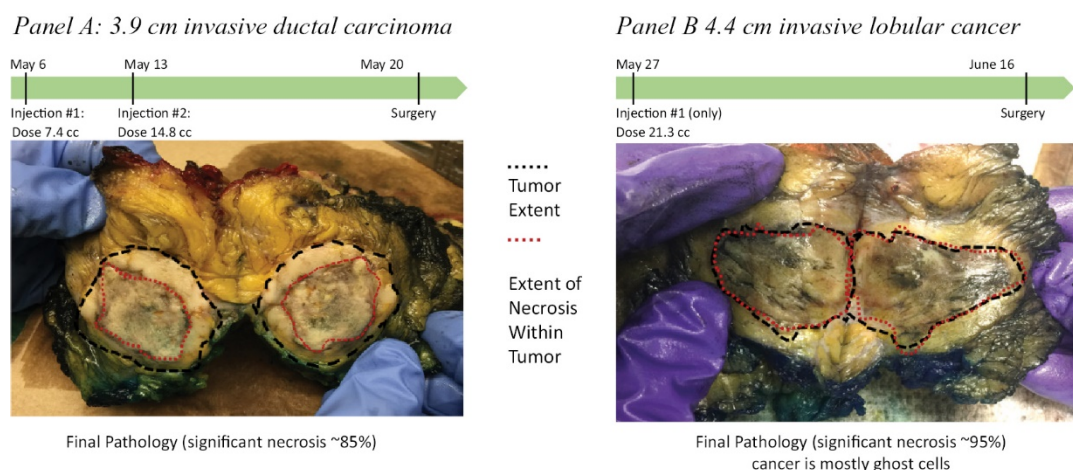 Panel A: 3.9 cm invasive ductal carcinoma
May 6
May 13
May 20
Injection #1:
Dose 7.4 cc
Injection #2:
Dose 14.8 cc
Surgery
Final Pathology (significant necrosis ~85%)
Tumor
Extent
Extent of
Necrosis
Within
Tumor
Panel B 4.4 cm invasive lobular cancer
May 27
June 16
Injection #1 (only)
Dose 21.3 cc
Surgery
Final Pathology (significant necrosis ~95%)
cancer is mostly ghost cells